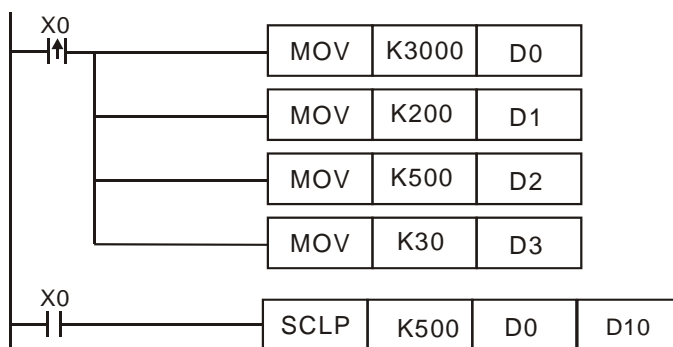 X0
MOV K3000 D0
MOV K200 D1
MOV K500 D2
MOV K30 D3
X0
SCLP K500 D0 D10